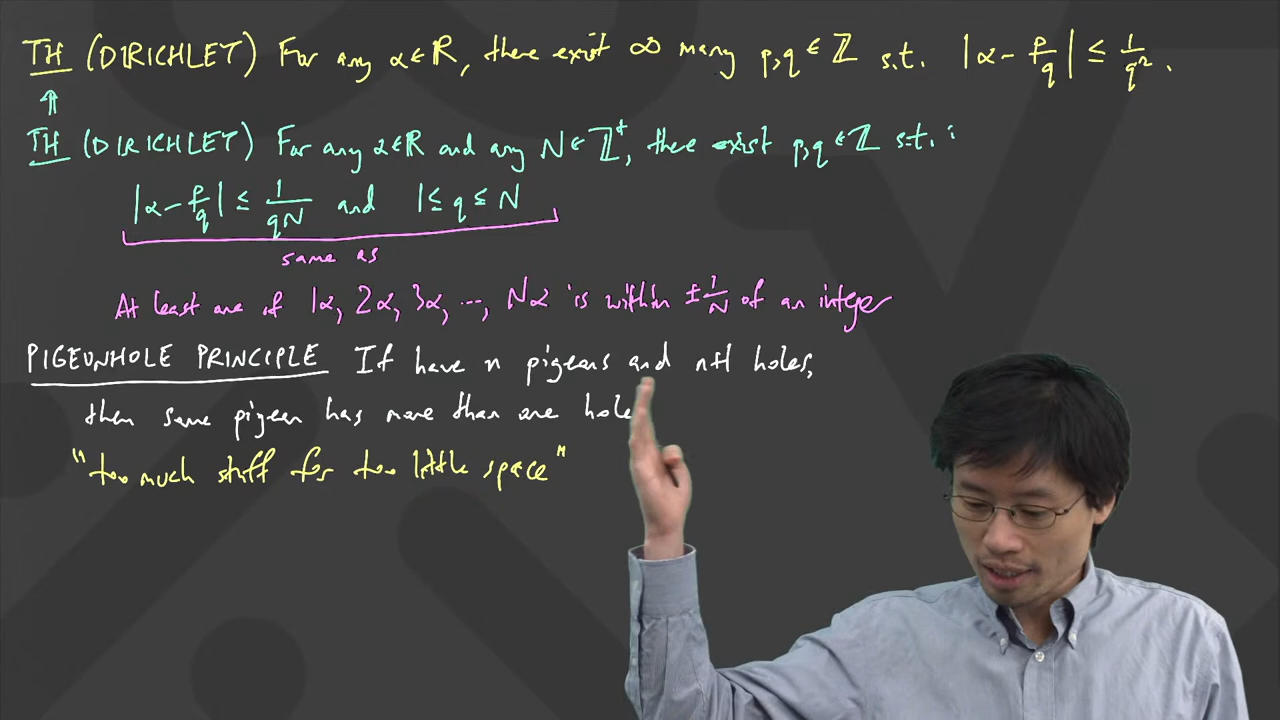 TH (DIRICHLET) For any α∈ℝ, there exist ∞ many p,q ∈ ℤ s.t. |α - p/q| ≤ 1/q².
⇑
TH (DIRICHLET) For any α∈ℝ and any N∈ℤ⁺, there exist p,q ∈ ℤ s.t.:
|α - p/q| ≤ 1/qN and 1 ≤ q ≤ N
same as
At least one of 1α, 2α, 3α, ..., Nα is within ±1/N of an integer
PIGEONHOLE PRINCIPLE If have n pigeons and n+1 holes,
then some pigeon has more than one hole
"too much stuff for too little space"